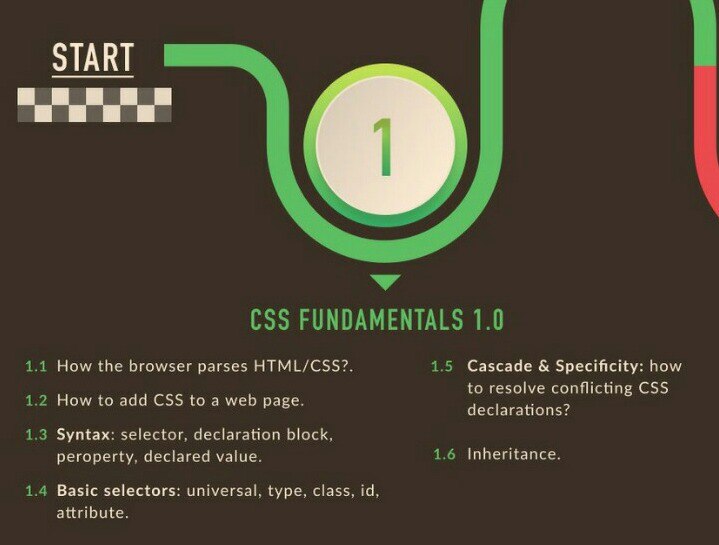 START
1
CSS FUNDAMENTALS 1.0
1.1 How the browser parses HTML/CSS?.
1.2 How to add CSS to a web page.
1.3 Syntax: selector, declaration block,
peroperty, declared value.
1.4 Basic selectors: universal, type, class, id,
attribute.
1.5 Cascade & Specificity: how
to resolve conflicting CSS
declarations?
1.6 Inheritance.